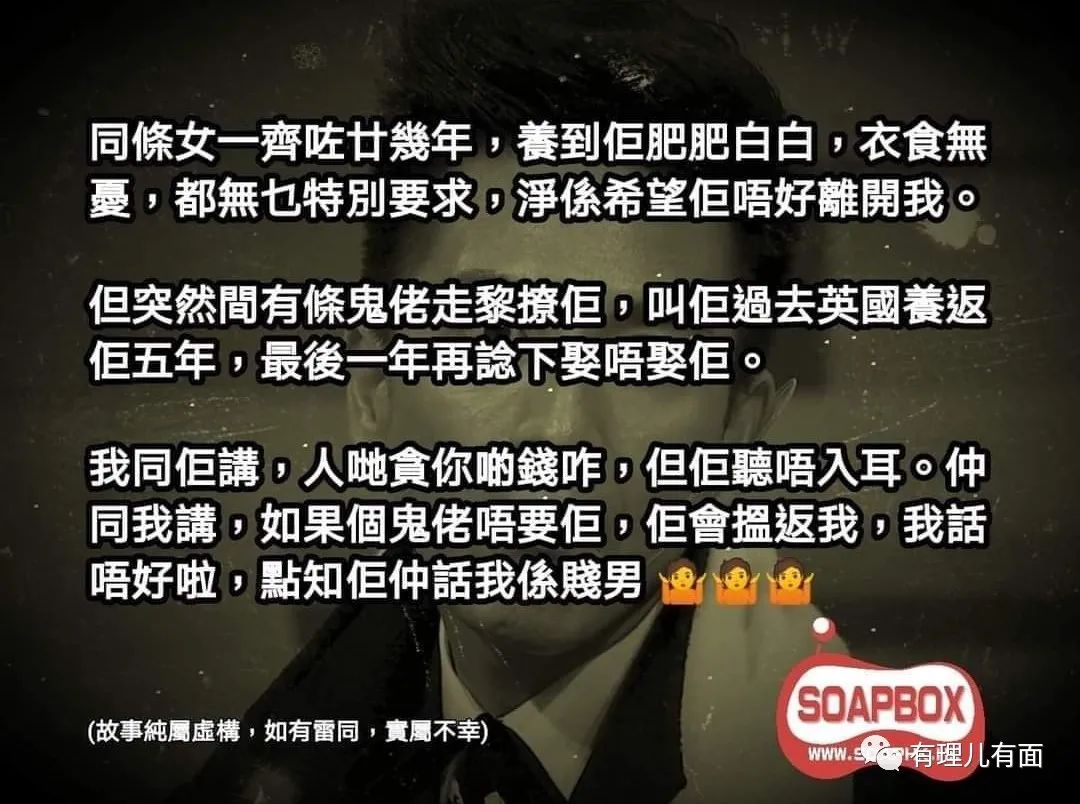 同條女一齊咗廿幾年，養到佢肥肥白白，衣食無
憂，都無乜特別要求，淨係希望佢唔好離開我。
但突然間有條鬼佬走黎撩佢，叫佢過去英國養返
佢五年，最後一年再諗下娶唔娶佢。
我同佢講，人哋貪你啲錢咋，但佢聽唔入耳。仲
同我講，如果個鬼佬唔要佢，佢會搵返我，我話
唔好啦，點知佢仲話我係賤男 🤷🤷🤷
(故事純屬虛構，如有雷同，實屬不幸)
SOAPBOX
有理儿有面